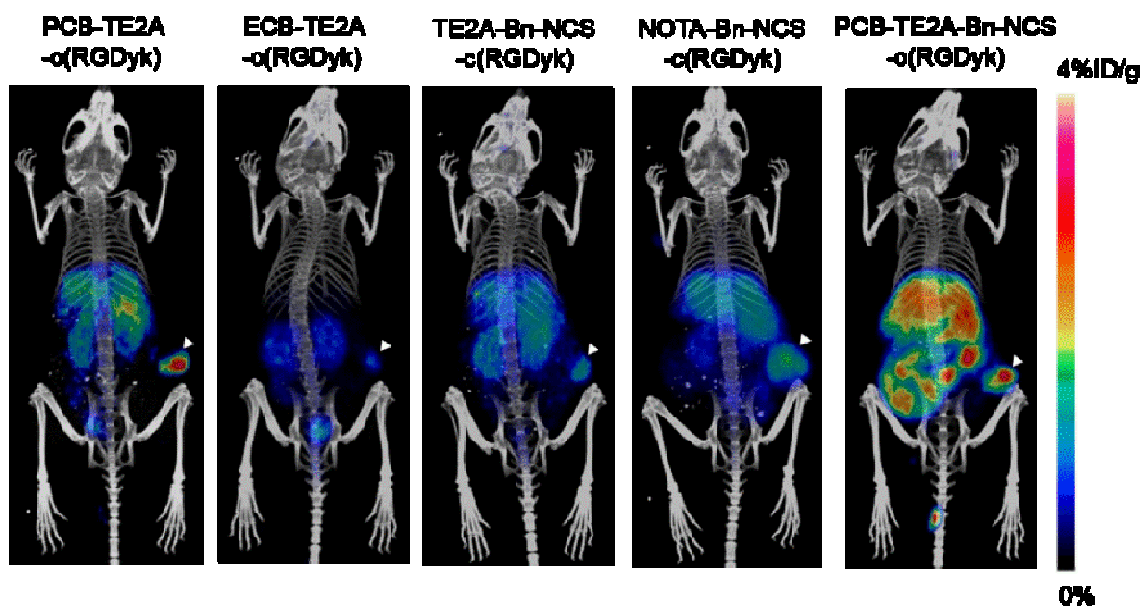 PCB-TE2A
-o(RGDyk)
ECB-TE2A
-o(RGDyk)
TE2A-Bn-NCS
-c(RGDyk)
NOTA-Bn-NCS
-c(RGDyk)
PCB-TE2A-Bn-NCS
-o(RGDyk)
4%ID/g
0%